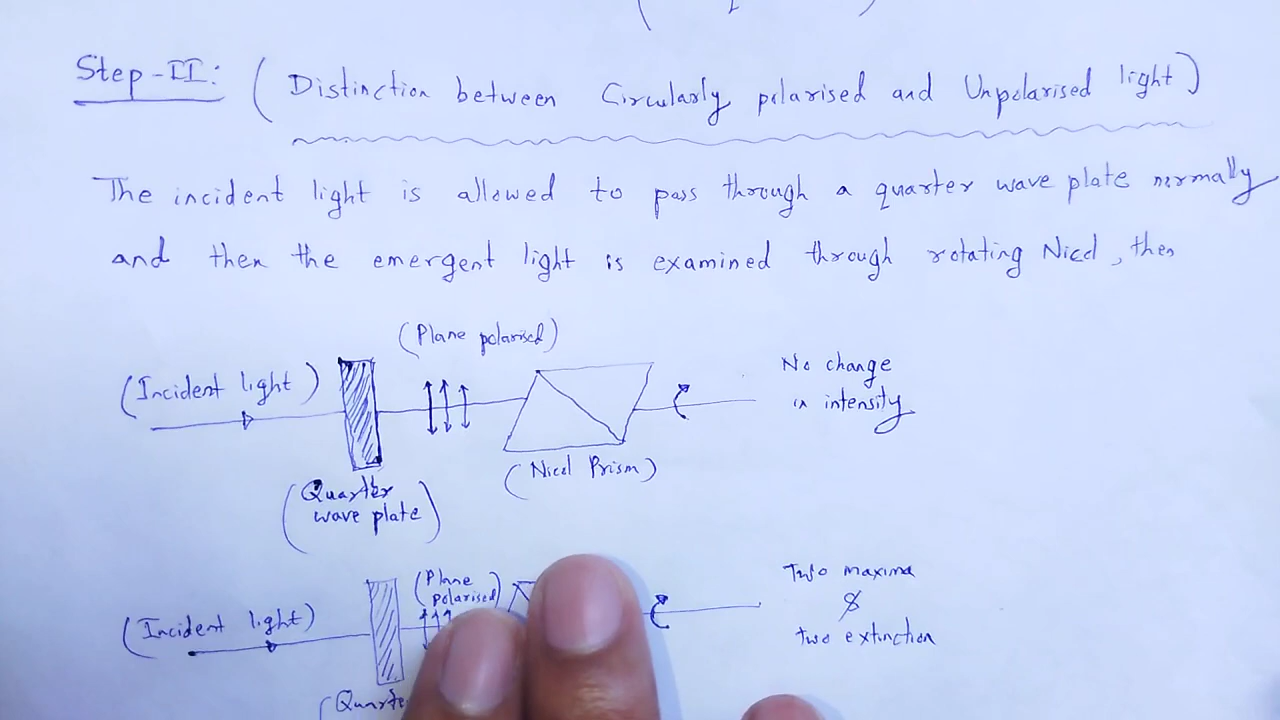 Step-II: (Distinction between Circularly polarised and Unpolarised light)
The incident light is allowed to pass through a quarter wave plate normally
and then the emergent light is examined through rotating Nicol, then
(Plane polarised)
(Incident light)
No change
in intensity
(Nicol Prism)
(Quarter
wave plate)
(Plane
polarised)
(Incident light)
Two maxima
&
two extinction
(Quarte